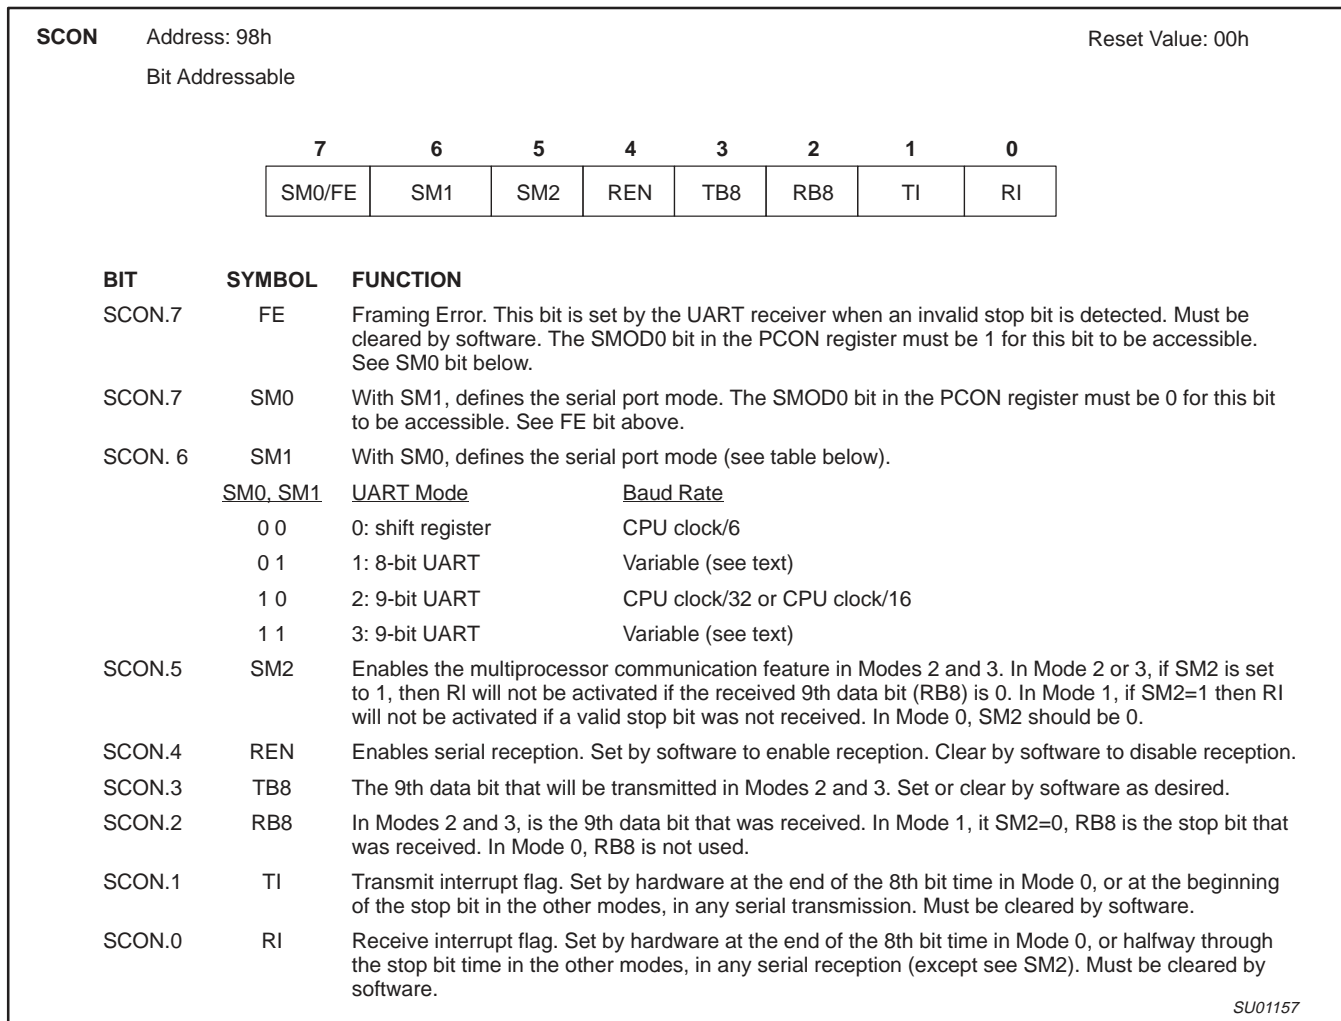 SCON Address: 98h Reset Value: 00h
Bit Addressable
7 6 5 4 3 2 1 0
SM0/FE SM1 SM2 REN TB8 RB8 TI RI
BIT SYMBOL FUNCTION
SCON.7 FE Framing Error. This bit is set by the UART receiver when an invalid stop bit is detected. Must be
cleared by software. The SMOD0 bit in the PCON register must be 1 for this bit to be accessible.
See SM0 bit below.
SCON.7 SM0 With SM1, defines the serial port mode. The SMOD0 bit in the PCON register must be 0 for this bit
to be accessible. See FE bit above.
SCON. 6 SM1 With SM0, defines the serial port mode (see table below).
SM0, SM1 UART Mode Baud Rate
0 0 0: shift register CPU clock/6
0 1 1: 8-bit UART Variable (see text)
1 0 2: 9-bit UART CPU clock/32 or CPU clock/16
1 1 3: 9-bit UART Variable (see text)
SCON.5 SM2 Enables the multiprocessor communication feature in Modes 2 and 3. In Mode 2 or 3, if SM2 is set
to 1, then RI will not be activated if the received 9th data bit (RB8) is 0. In Mode 1, if SM2=1 then RI
will not be activated if a valid stop bit was not received. In Mode 0, SM2 should be 0.
SCON.4 REN Enables serial reception. Set by software to enable reception. Clear by software to disable reception.
SCON.3 TB8 The 9th data bit that will be transmitted in Modes 2 and 3. Set or clear by software as desired.
SCON.2 RB8 In Modes 2 and 3, is the 9th data bit that was received. In Mode 1, it SM2=0, RB8 is the stop bit that
was received. In Mode 0, RB8 is not used.
SCON.1 TI Transmit interrupt flag. Set by hardware at the end of the 8th bit time in Mode 0, or at the beginning
of the stop bit in the other modes, in any serial transmission. Must be cleared by software.
SCON.0 RI Receive interrupt flag. Set by hardware at the end of the 8th bit time in Mode 0, or halfway through
the stop bit time in the other modes, in any serial reception (except see SM2). Must be cleared by
software.
SU01157